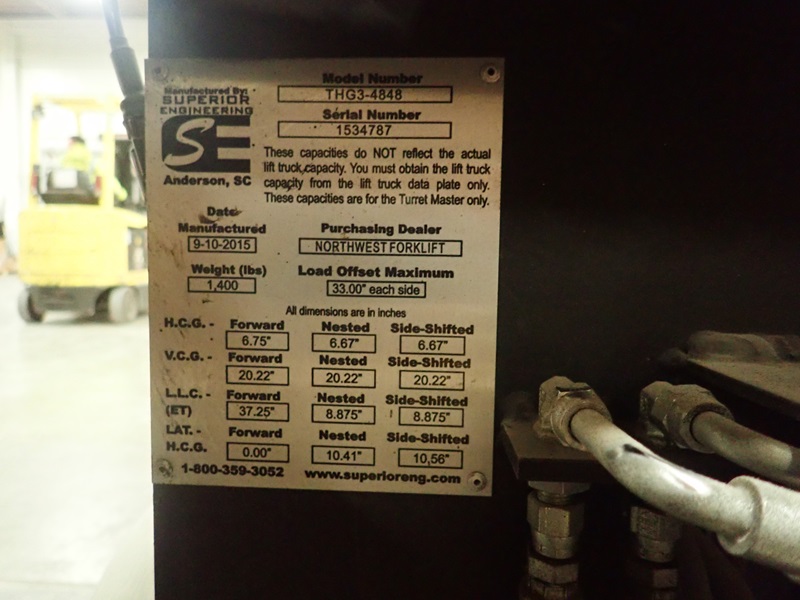 Manufactured By:
SUPERIOR
ENGINEERING
SE
Anderson, SC
Model Number
THG3-4848
Serial Number
1534787
These capacities do NOT reflect the actual
lift truck capacity. You must obtain the lift truck
capacity from the lift truck data plate only.
These capacities are for the Turret Master only.
Date
Manufactured
9-10-2015
Purchasing Dealer
NORTHWEST FORKLIFT
Weight (lbs)
1,400
Load Offset Maximum
33.00" each side
All dimensions are in inches
H.C.G. - Forward Nested Side-Shifted
6.75" 6.67" 6.67"
V.C.G. - Forward Nested Side-Shifted
20.22" 20.22" 20.22"
L.L.C. - Forward Nested Side-Shifted
(ET) 37.25" 8.875" 8.875"
LAT. - Forward Nested Side-Shifted
H.C.G. 0.00" 10.41" 10,56"
1-800-359-3052 www.superioreng.com